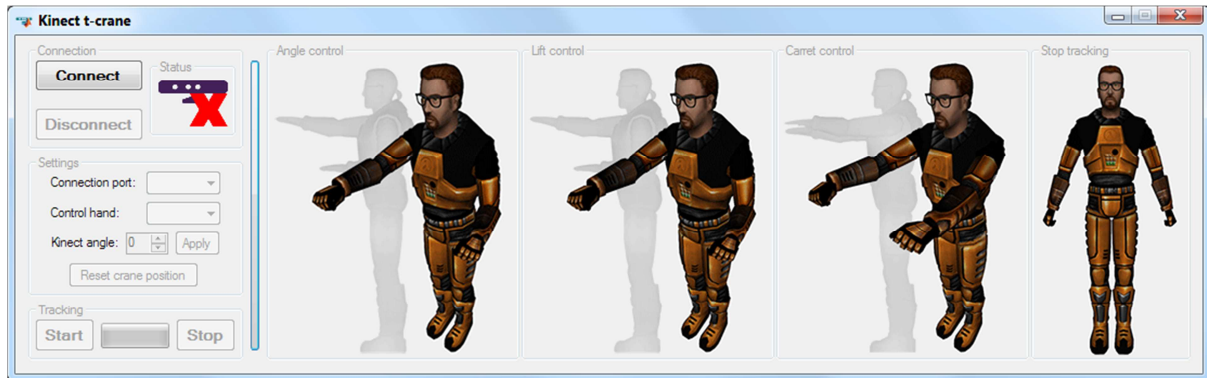 Kinect t-crane
Connection
Connect
Status
Disconnect
Settings
Connection port:
Control hand:
Kinect angle: 0 Apply
Reset crane position
Tracking
Start Stop
Angle control
Lift control
Carret control
Stop tracking